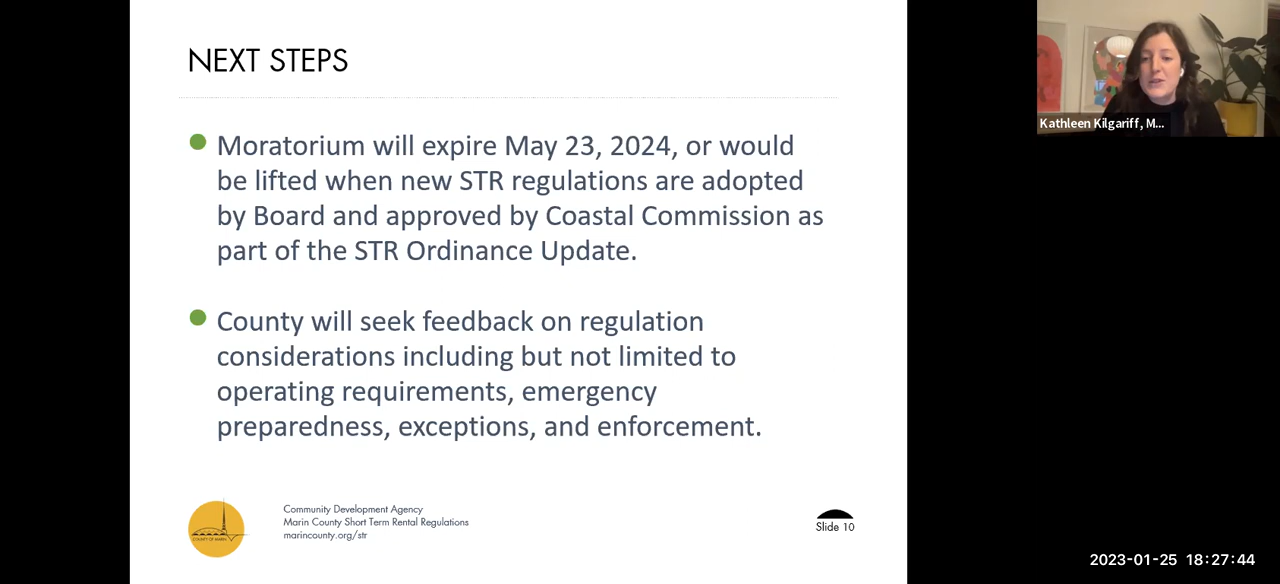 NEXT STEPS
Moratorium will expire May 23, 2024, or would
be lifted when new STR regulations are adopted
by Board and approved by Coastal Commission as
part of the STR Ordinance Update.
County will seek feedback on regulation
considerations including but not limited to
operating requirements, emergency
preparedness, exceptions, and enforcement.
COUNTY OF MARIN
Community Development Agency
Marin County Short Term Rental Regulations
marincounty.org/str
Slide 10
Kathleen Kilgariff, M...
2023-01-25 18:27:44